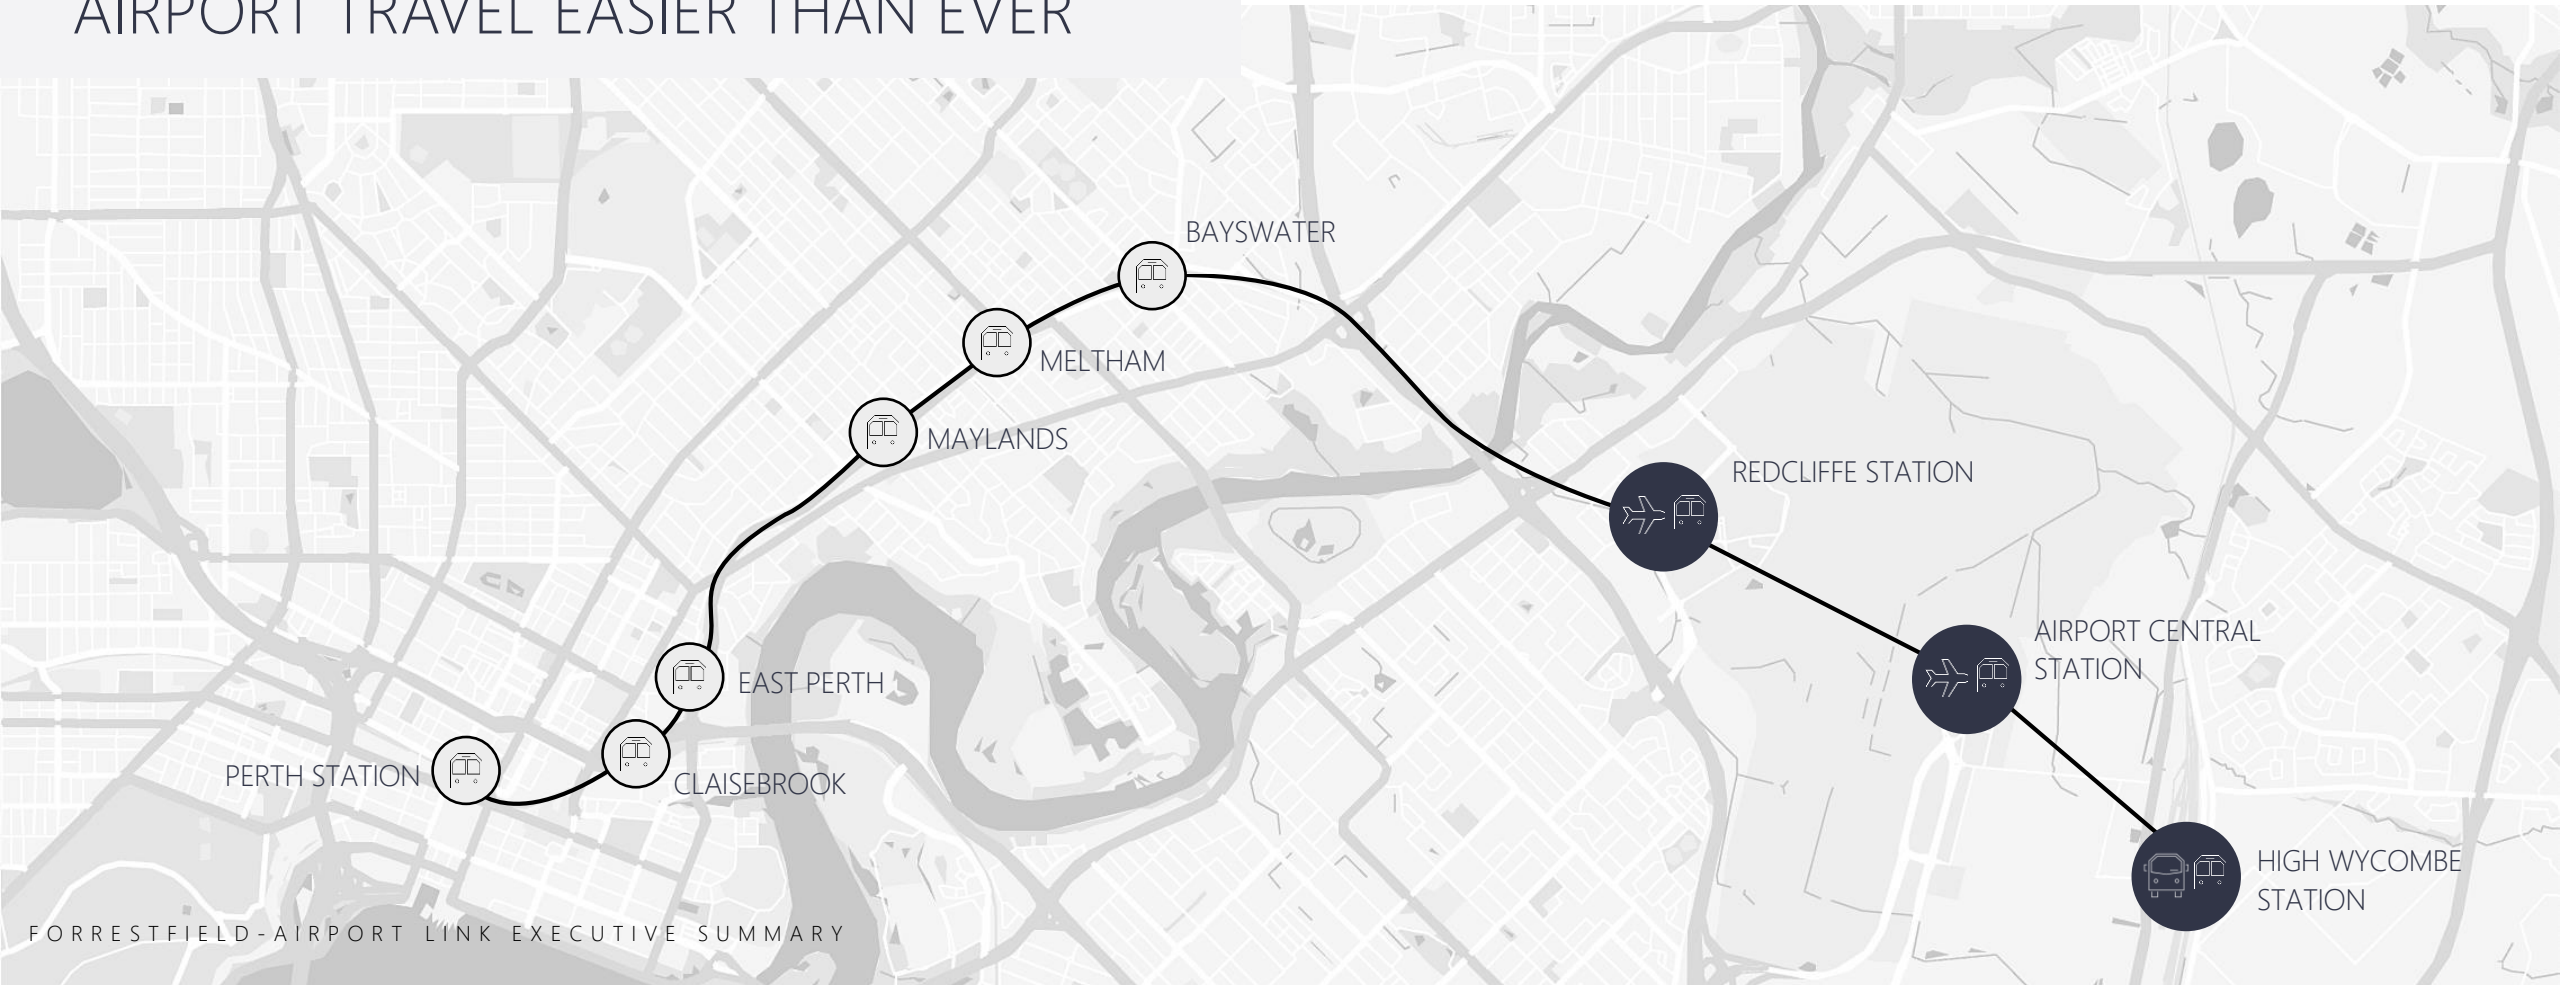 AIRPORT TRAVEL EASIER THAN EVER
BAYSWATER
MELTHAM
MAYLANDS
REDCLIFFE STATION
AIRPORT CENTRAL
STATION
EAST PERTH
PERTH STATION
CLAISEBROOK
HIGH WYCOMBE
STATION
FORRESTFIELD-AIRPORT LINK EXECUTIVE SUMMARY